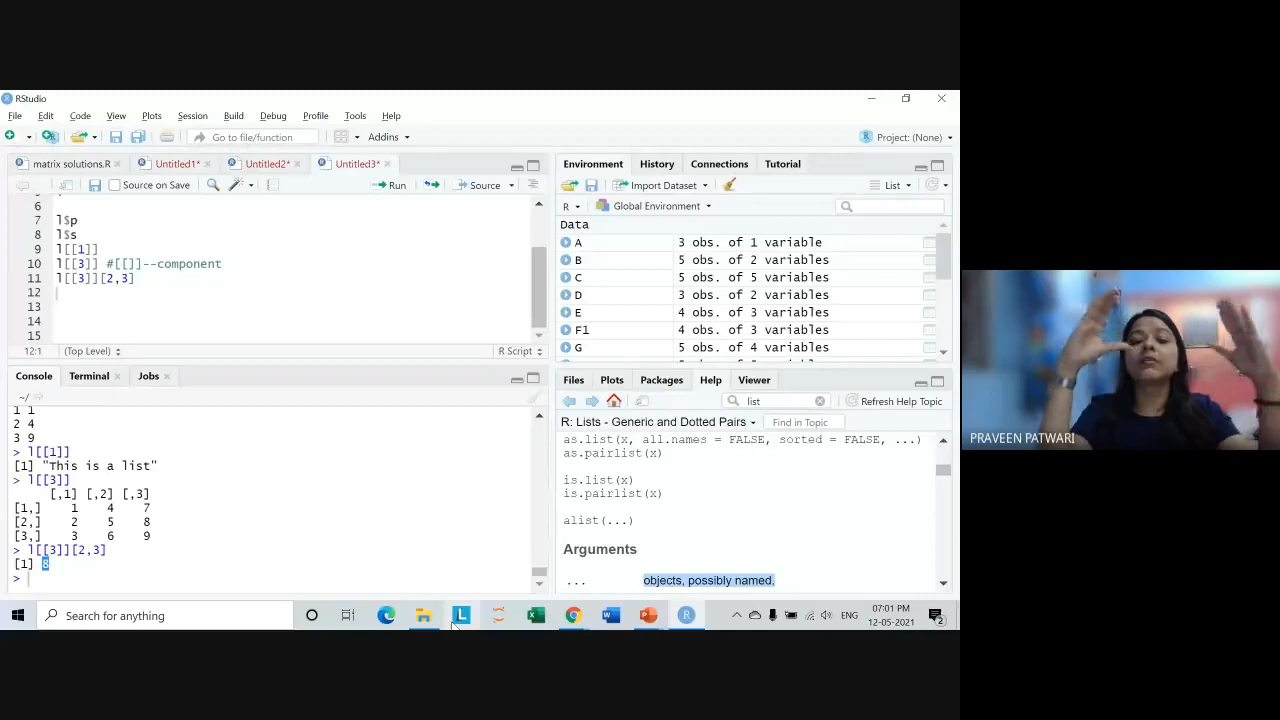 RStudio
File Edit Code View Plots Session Build Debug Profile Tools Help
Go to file/function Addins Project: (None)
matrix solutions.R Untitled1* Untitled2* Untitled3*
Source on Save Run Source
6
7 l$p
8 l$s
9 l[[1]]
10 l[[3]] #[[]]--component
11 l[[3]][2,3]
12
13
14
15
12:1 (Top Level) R Script
Console Terminal Jobs
~/
1 1
2 4
3 9
> l[[1]]
[1] "This is a list"
> l[[3]]
[,1] [,2] [,3]
[1,] 1 4 7
[2,] 2 5 8
[3,] 3 6 9
> l[[3]][2,3]
[1] 8
>
Environment History Connections Tutorial
Import Dataset List
R Global Environment
Data
A 3 obs. of 1 variable
B 5 obs. of 2 variables
C 5 obs. of 5 variables
D 3 obs. of 2 variables
E 4 obs. of 3 variables
F1 4 obs. of 3 variables
G 5 obs. of 4 variables
Files Plots Packages Help Viewer
list Refresh Help Topic
R: Lists - Generic and Dotted Pairs Find in Topic
as.list(x, all.names = FALSE, sorted = FALSE, ...)
as.pairlist(x)
is.list(x)
is.pairlist(x)
alist(...)
Arguments
... objects, possibly named.
Search for anything
L
ENG
07:01 PM
12-05-2021
2
PRAVEEN PATWARI